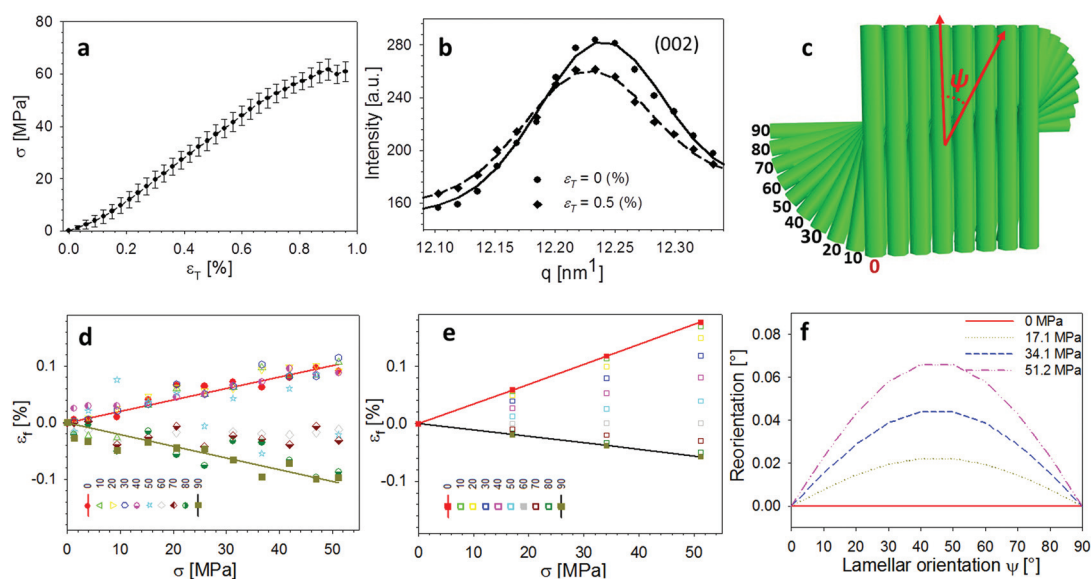 a
σ [MPa]
80
60
40
20
0
0.0 0.2 0.4 0.6 0.8 1.0
ε_T [%]
b
(002)
Intensity [a.u.]
280
240
200
160
ε_T = 0 (%)
ε_T = 0.5 (%)
12.10 12.15 12.20 12.25 12.30
q [nm¹]
c
Ψ
90
80
70
60
50
40
30
20
10
0
d
ε_f [%]
0.1
0.0
-0.1
0 10 20 30 40 50 60 70 80 90
0 10 20 30 40 50
σ [MPa]
e
ε_f [%]
0.1
0.0
-0.1
0 10 20 30 40 50 60 70 80 90
0 10 20 30 40 50
σ [MPa]
f
0 MPa
17.1 MPa
34.1 MPa
51.2 MPa
Reorientation [°]
0.08
0.06
0.04
0.02
0.00
0 10 20 30 40 50 60 70 80 90
Lamellar orientation ψ [°]